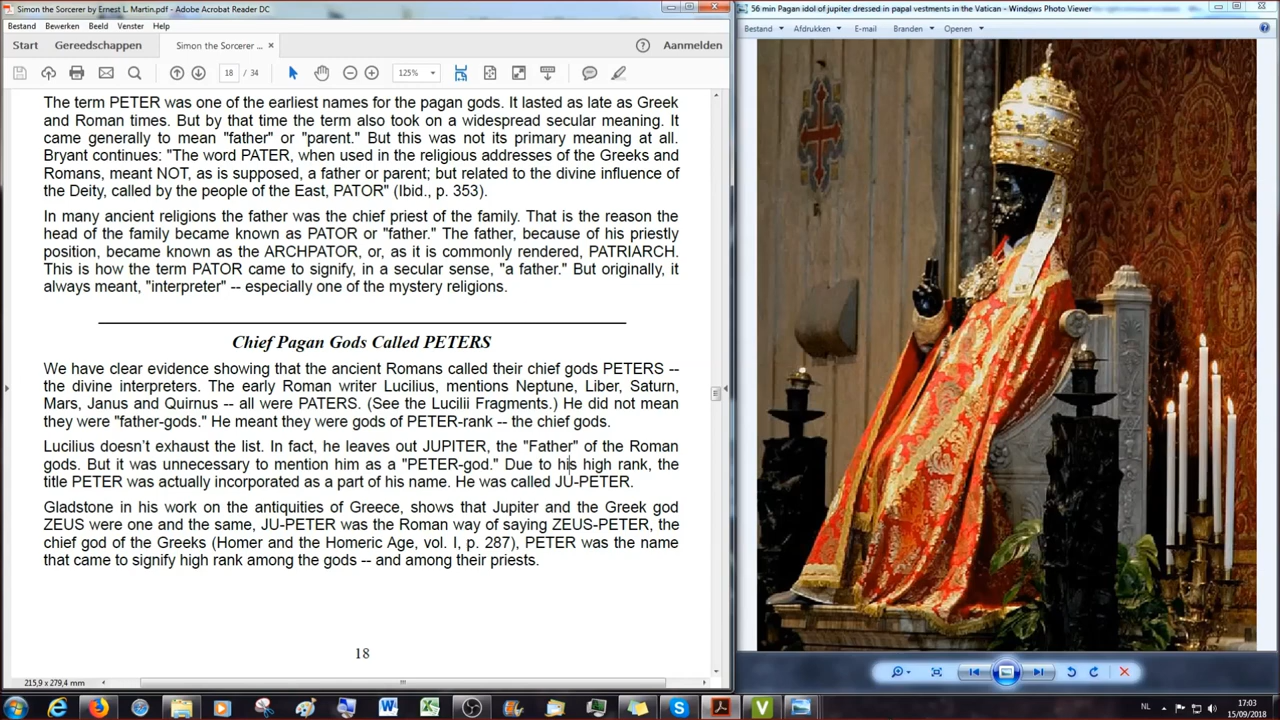 Simon the Sorcerer by Ernest L. Martin.pdf - Adobe Acrobat Reader DC
Bestand Bewerken Beeld Venster Help
Start Gereedschappen Simon the Sorcerer ... × Aanmelden
18 / 34 125%
The term PETER was one of the earliest names for the pagan gods. It lasted as late as Greek
and Roman times. But by that time the term also took on a widespread secular meaning. It
came generally to mean "father" or "parent." But this was not its primary meaning at all.
Bryant continues: "The word PATER, when used in the religious addresses of the Greeks and
Romans, meant NOT, as is supposed, a father or parent; but related to the divine influence of
the Deity, called by the people of the East, PATOR" (Ibid., p. 353).
In many ancient religions the father was the chief priest of the family. That is the reason the
head of the family became known as PATOR or "father." The father, because of his priestly
position, became known as the ARCHPATOR, or, as it is commonly rendered, PATRIARCH.
This is how the term PATOR came to signify, in a secular sense, "a father." But originally, it
always meant, "interpreter" -- especially one of the mystery religions.
Chief Pagan Gods Called PETERS
We have clear evidence showing that the ancient Romans called their chief gods PETERS --
the divine interpreters. The early Roman writer Lucilius, mentions Neptune, Liber, Saturn,
Mars, Janus and Quirnus -- all were PATERS. (See the Lucilii Fragments.) He did not mean
they were "father-gods." He meant they were gods of PETER-rank -- the chief gods.
Lucilius doesn't exhaust the list. In fact, he leaves out JUPITER, the "Father" of the Roman
gods. But it was unnecessary to mention him as a "PETER-god." Due to his high rank, the
title PETER was actually incorporated as a part of his name. He was called JU-PETER.
Gladstone in his work on the antiquities of Greece, shows that Jupiter and the Greek god
ZEUS were one and the same, JU-PETER was the Roman way of saying ZEUS-PETER, the
chief god of the Greeks (Homer and the Homeric Age, vol. I, p. 287), PETER was the name
that came to signify high rank among the gods -- and among their priests.
18
215,9 x 279,4 mm
56 min Pagan idol of jupiter dressed in papal vestments in the Vatican - Windows Photo Viewer
Bestand Afdrukken E-mail Branden Openen
NL 17:03
15/09/2018